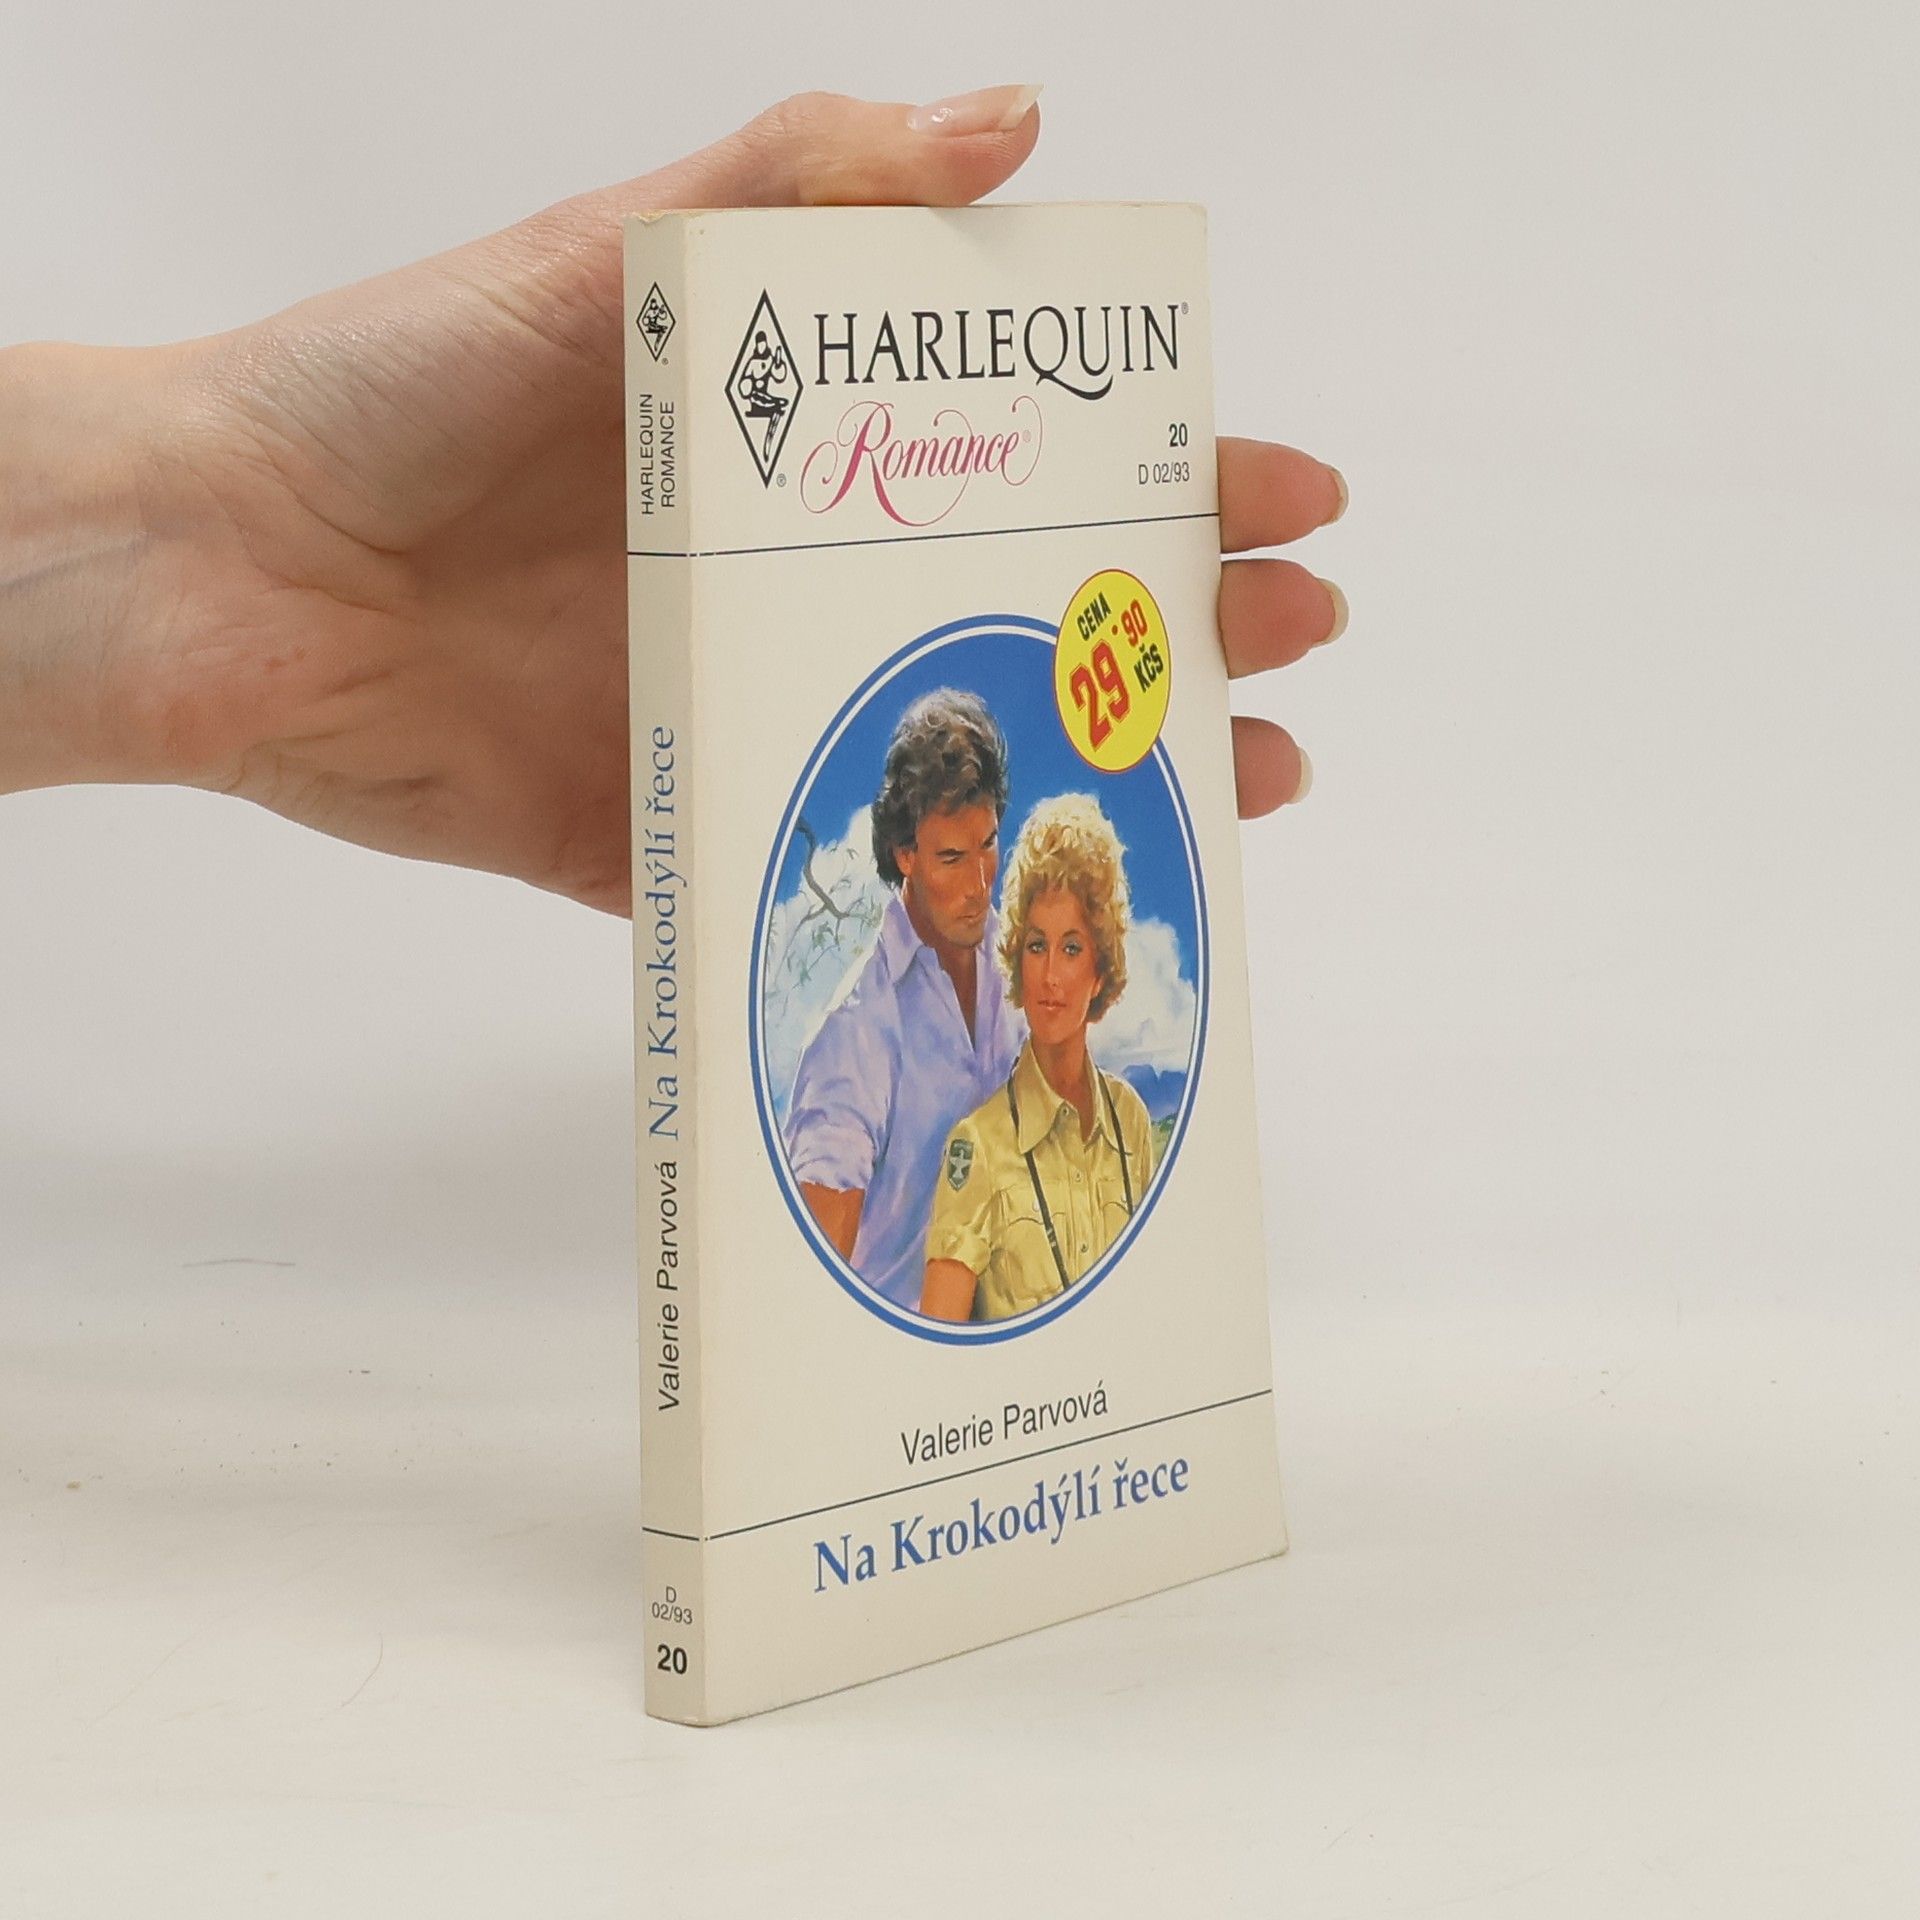 HARLEQUIN®
Romance®
20
D 02/93
CENA
29.90
KČS
Valerie Parvová
Na Krokodýlí řece
HARLEQUIN
ROMANCE
Valerie Parvová Na Krokodýlí řece
D
02/93
20